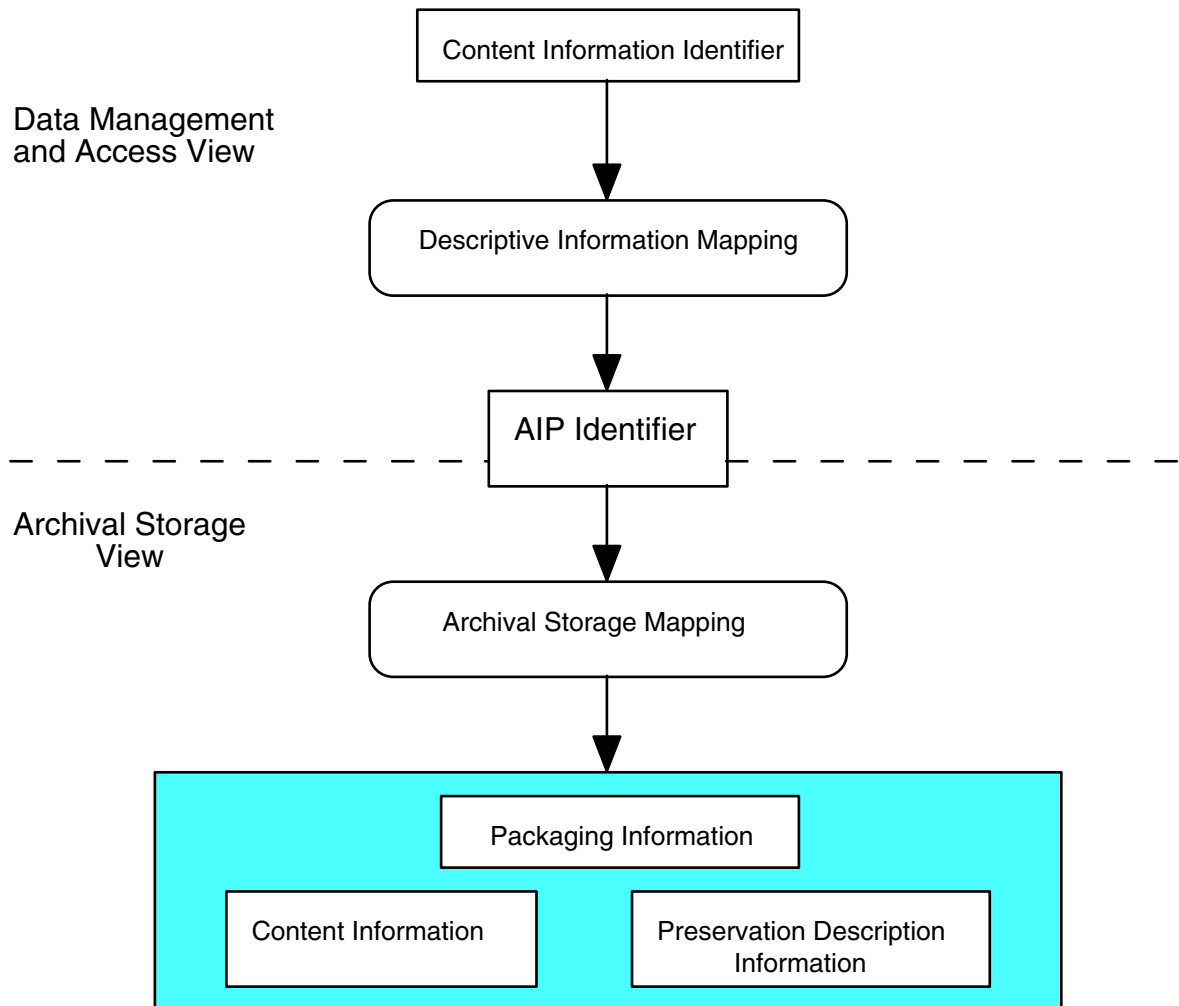 Content Information Identifier
Data Management
and Access View
Descriptive Information Mapping
AIP Identifier
Archival Storage
View
Archival Storage Mapping
Packaging Information
Content Information
Preservation Description
Information